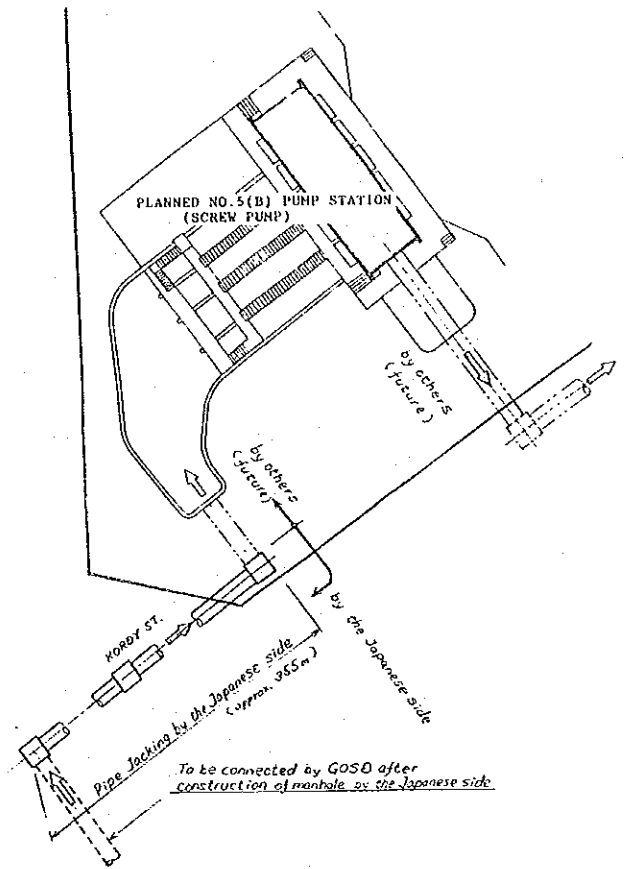 PLANNED NO.5(B) PUMP STATION
(SCREW PUMP)
by others
(future)
by others
(future)
by the Japanese side
KORDY ST.
Pipe Jacking by the Japanese side
(approx. 355m)
To be connected by GOSD after
construction of manhole by the Japanese side